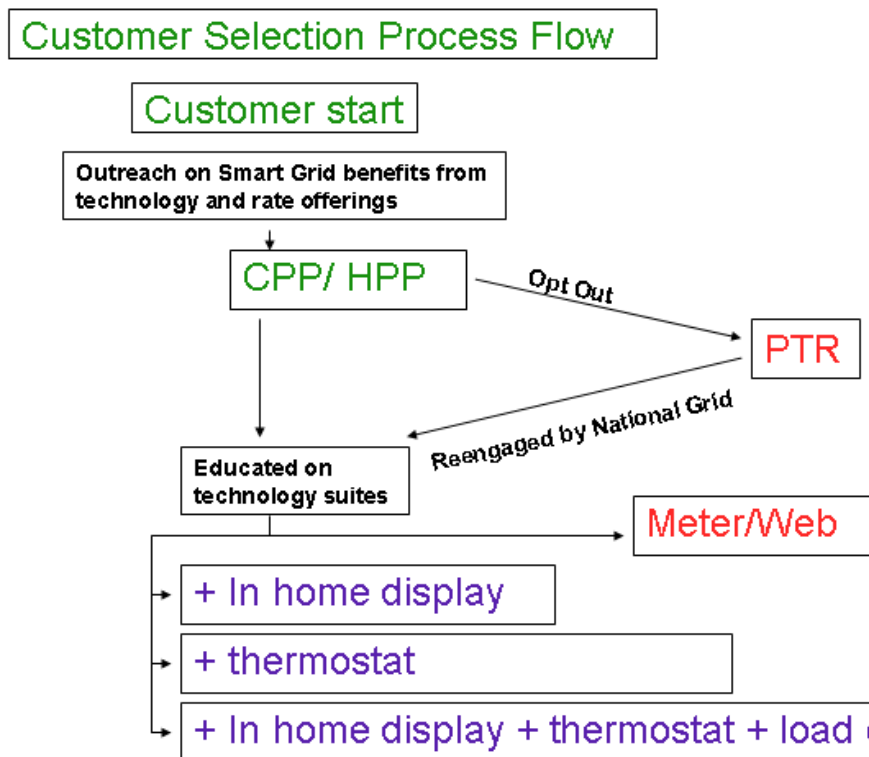 Customer Selection Process Flow
Customer start
Outreach on Smart Grid benefits from
technology and rate offerings
CPP/ HPP
Opt Out
PTR
Reengaged by National Grid
Educated on
technology suites
Meter/Web
+ In home display
+ thermostat
+ In home display + thermostat + load